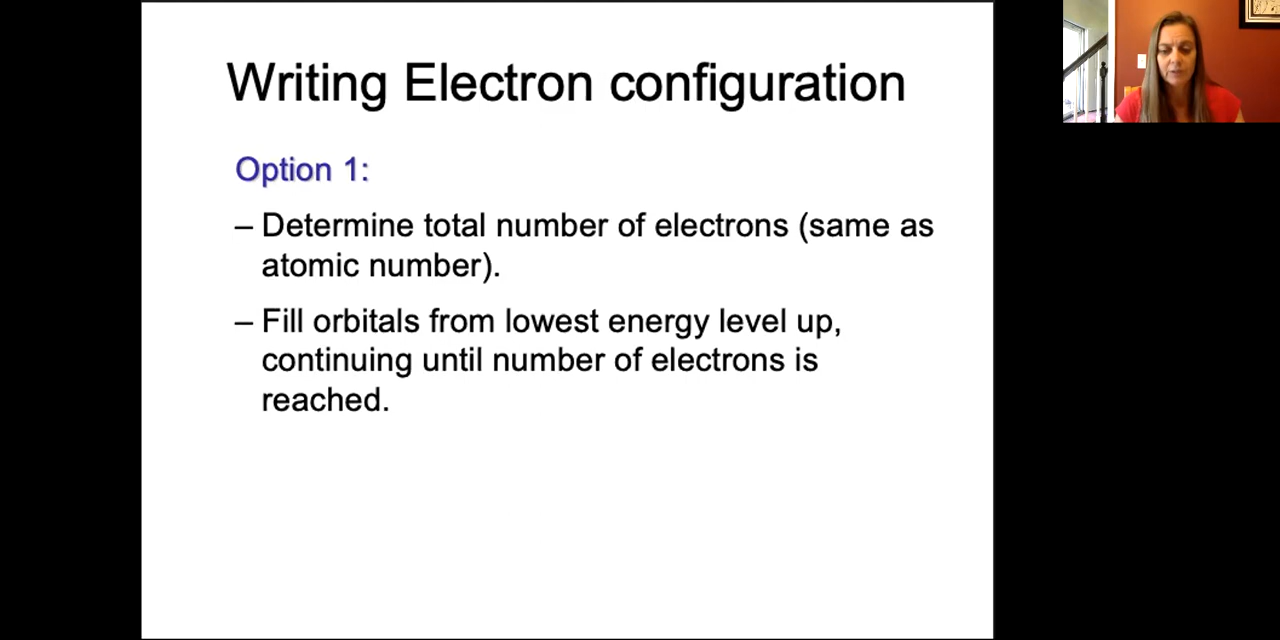 Writing Electron configuration
Option 1:
– Determine total number of electrons (same as
atomic number).
– Fill orbitals from lowest energy level up,
continuing until number of electrons is
reached.